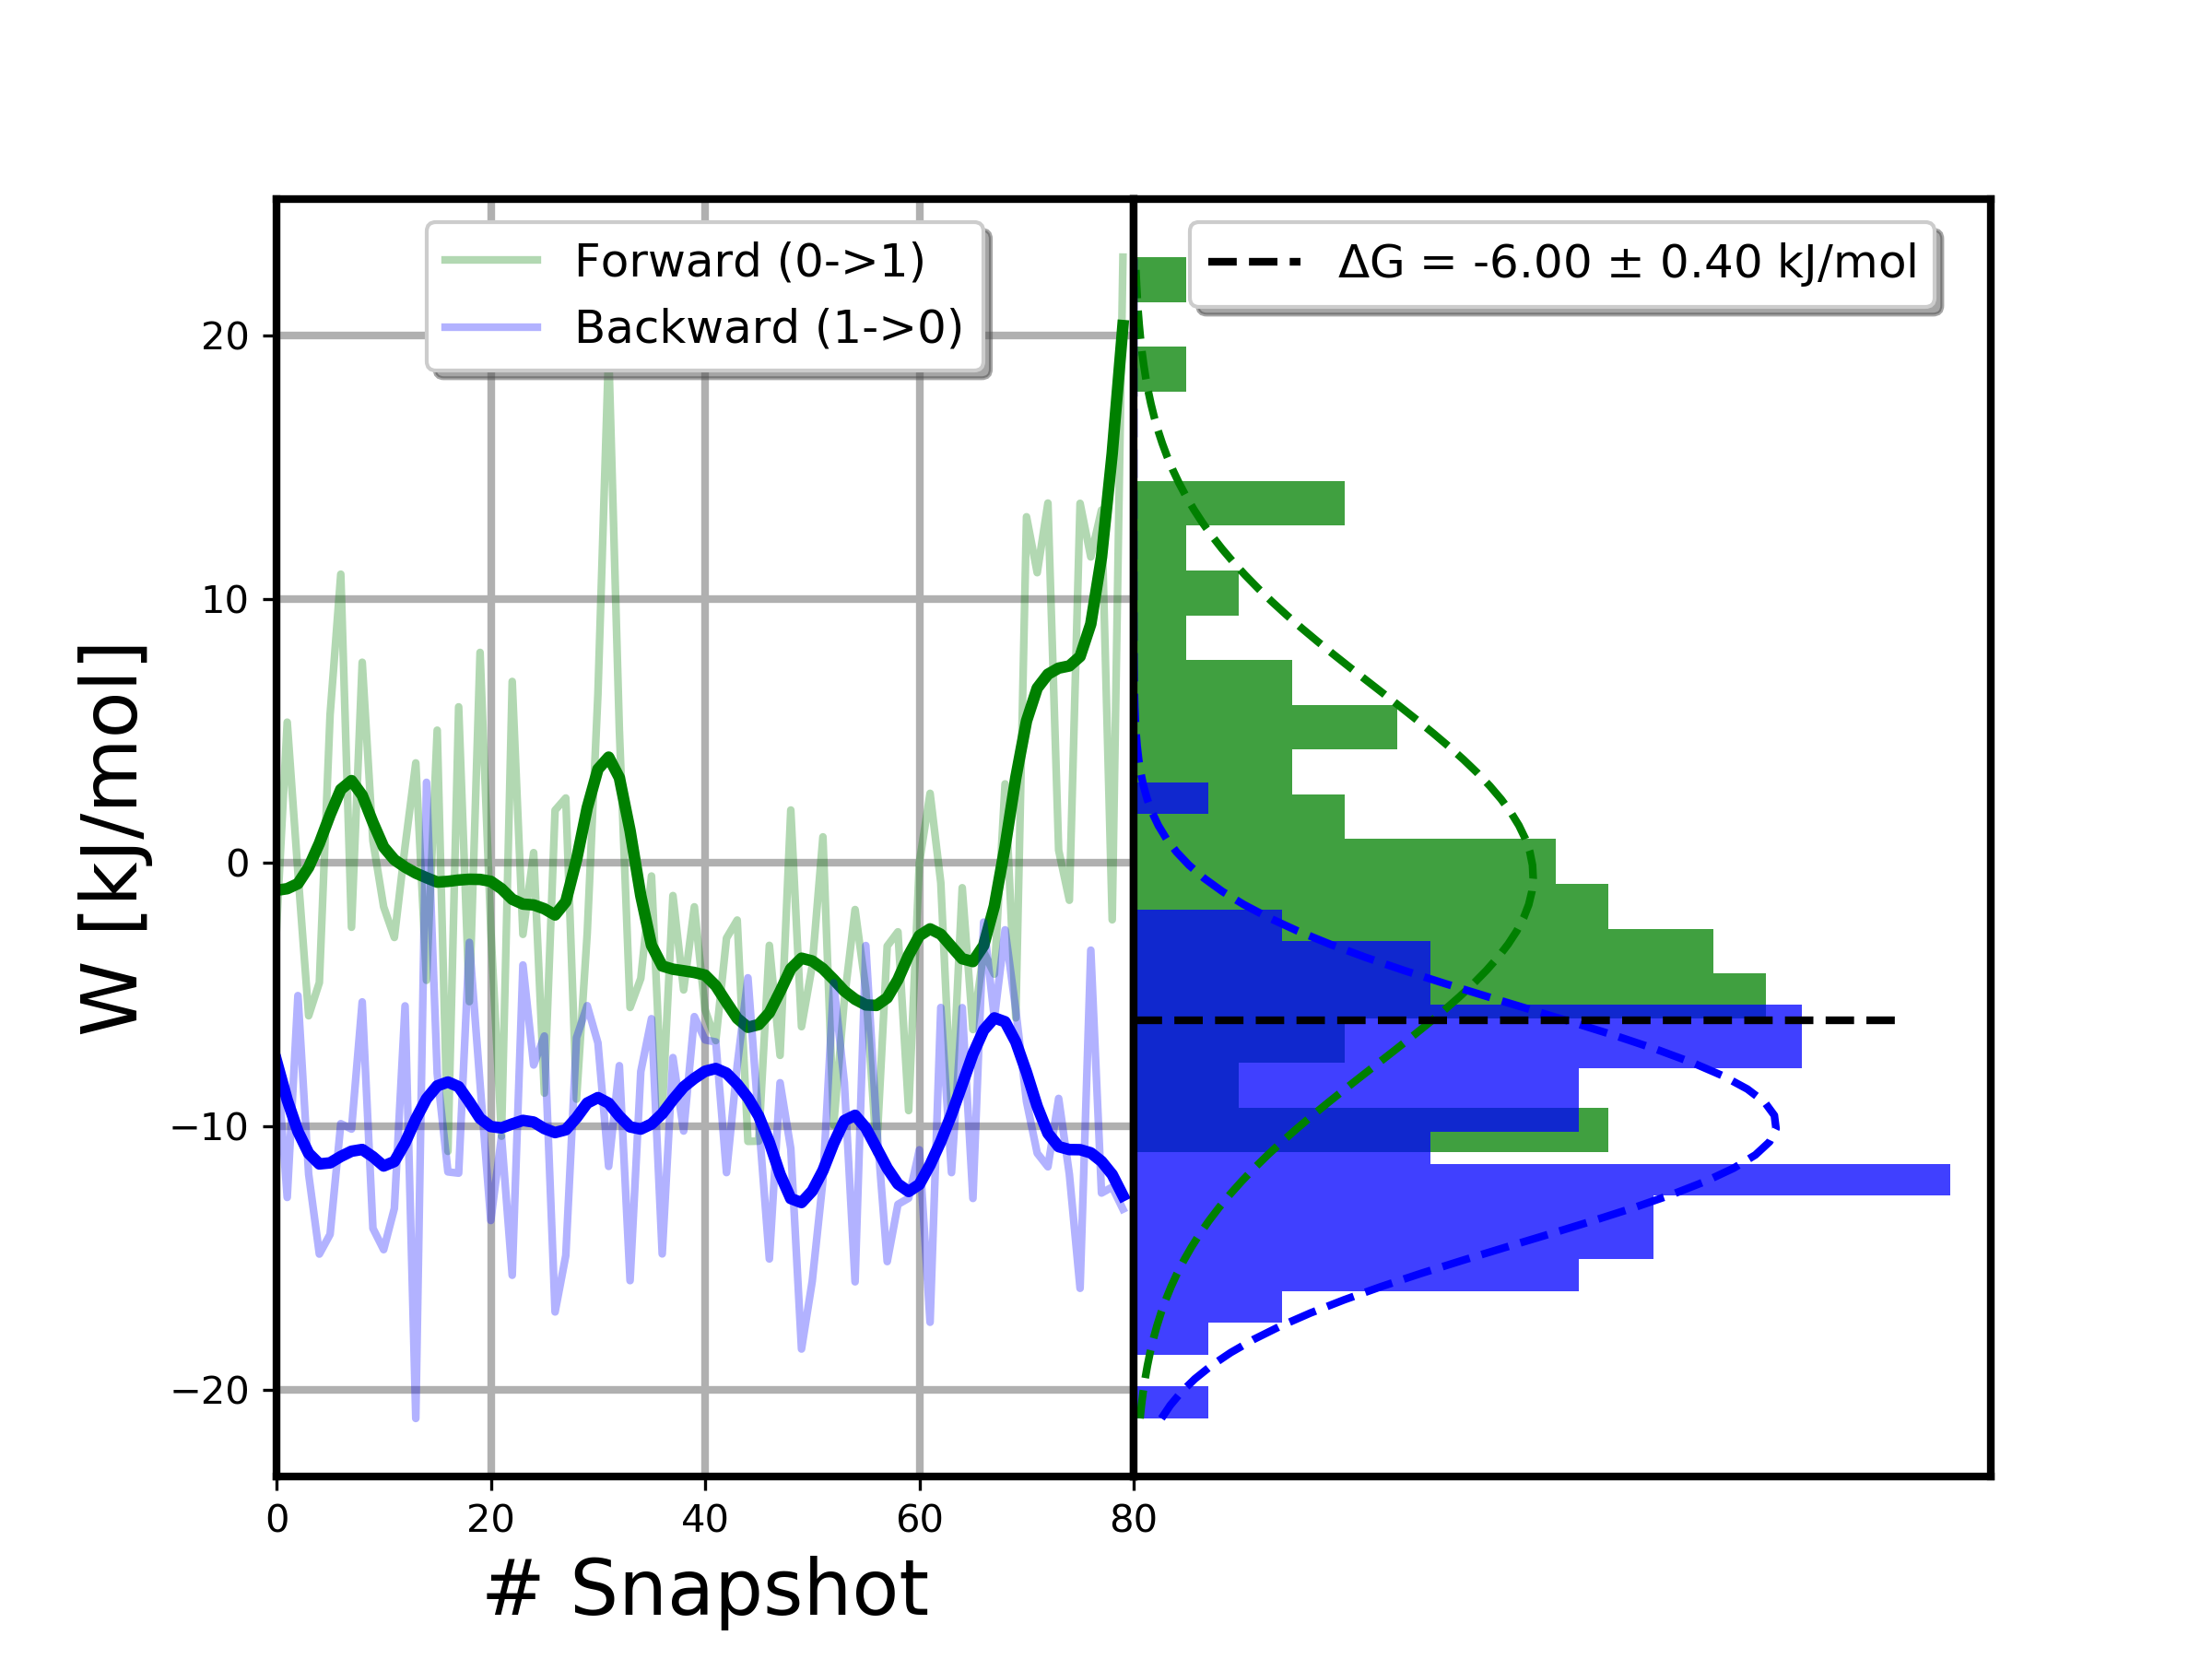 Forward (0->1)
Backward (1->0)
ΔG = -6.00 ± 0.40 kJ/mol
20
10
0
−10
−20
W [kJ/mol]
0 20 40 60 80
# Snapshot